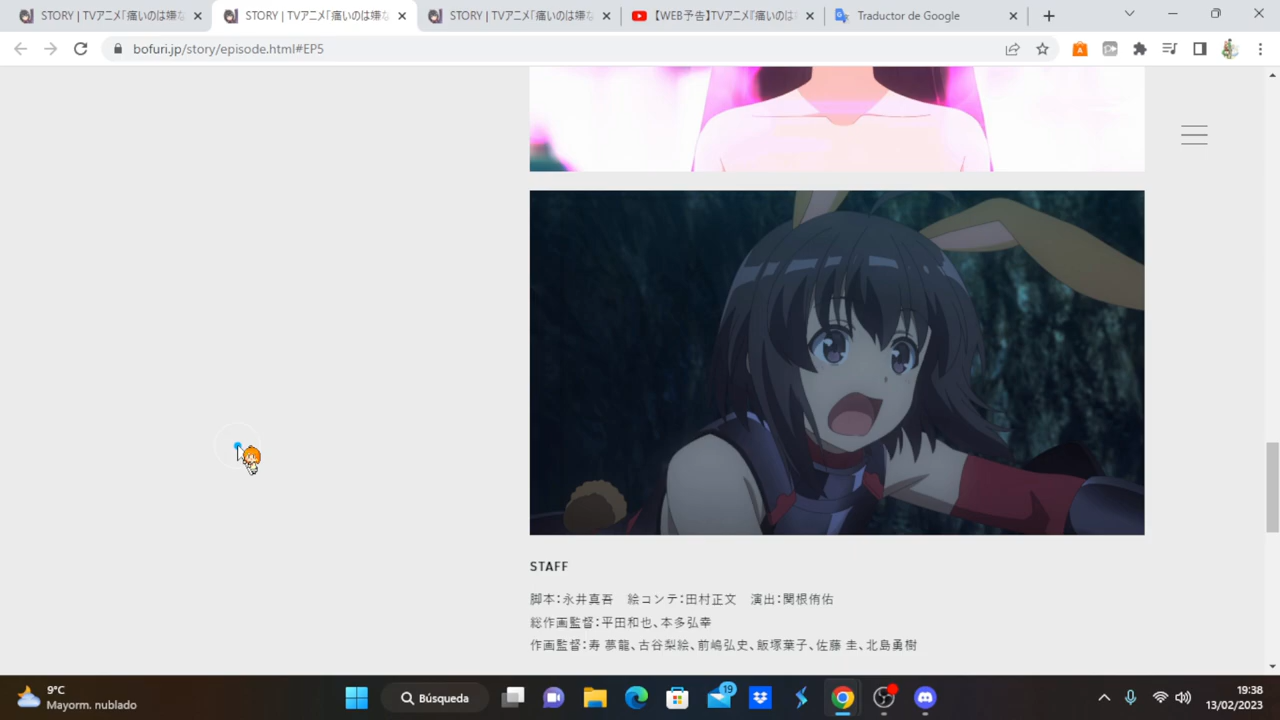 STORY | TVアニメ「痛いのは嫌な
STORY | TVアニメ「痛いのは嫌な
STORY | TVアニメ「痛いのは嫌
【WEB予告】TVアニメ『痛いのは
Traductor de Google
bofuri.jp/story/episode.html#EP5
STAFF
脚本：永井真吾　絵コンテ：田村正文　演出：関根侑佑
総作画監督：平田和也、本多弘幸
作画監督：寿 夢龍、古谷梨絵、前嶋弘史、飯塚葉子、佐藤 圭、北島勇樹
9°C
Mayorm. nublado
Búsqueda
19
19:38
13/02/2023